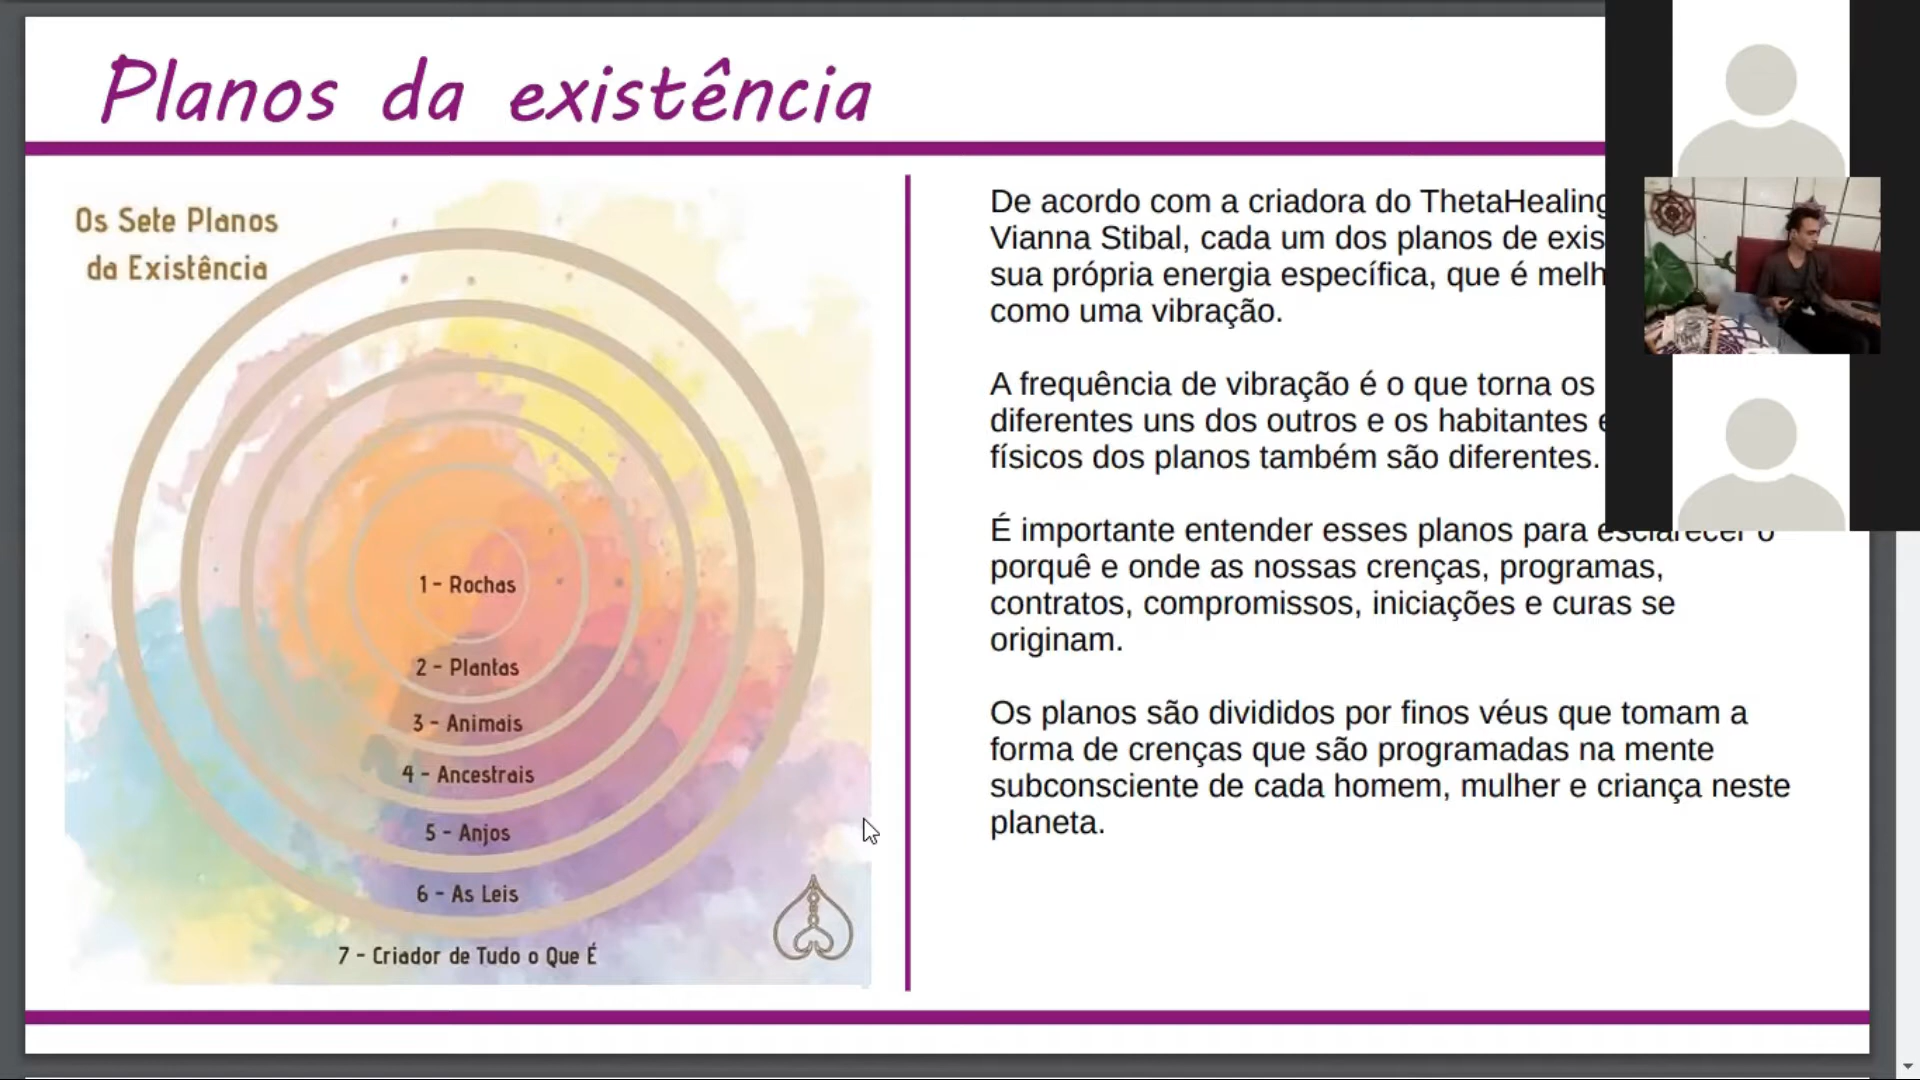 Planos da existência
Os Sete Planos
da Existência
1 - Rochas
2 - Plantas
3 - Animais
4 - Ancestrais
5 - Anjos
6 - As Leis
7 - Criador de Tudo o Que É
De acordo com a criadora do ThetaHealing
Vianna Stibal, cada um dos planos de
sua própria energia específica, que é
como uma vibração.
A frequência de vibração é o que torna os
diferentes uns dos outros e os habitantes
físicos dos planos também são diferentes.
É importante entender esses planos para esclarecer o
porquê e onde as nossas crenças, programas,
contratos, compromissos, iniciações e curas se
originam.
Os planos são divididos por finos véus que tomam a
forma de crenças que são programadas na mente
subconsciente de cada homem, mulher e criança neste
planeta.